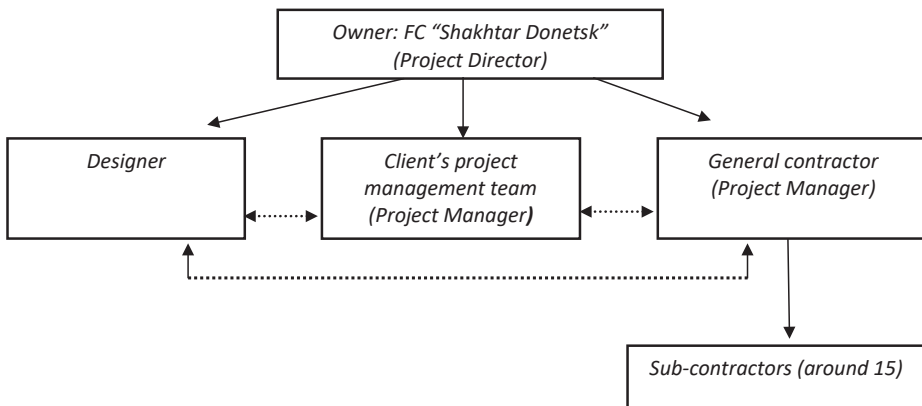 Owner: FC “Shakhtar Donetsk”
(Project Director)
Designer
Client’s project
management team
(Project Manager)
General contractor
(Project Manager)
Sub-contractors (around 15)